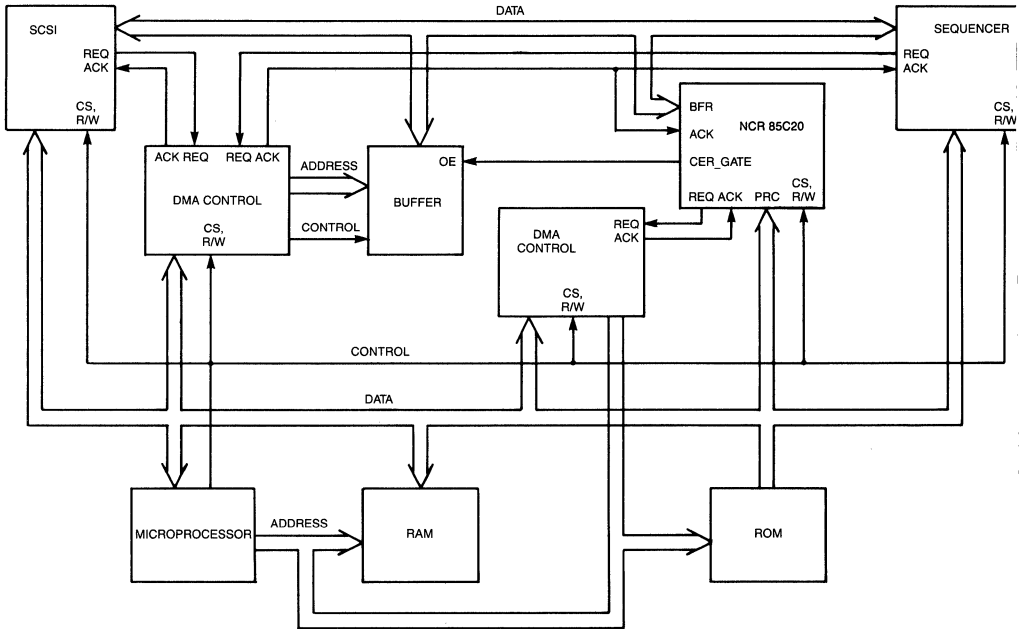 DATA
SCSI
REQ
ACK
CS,
R/W
SEQUENCER
REQ
ACK
CS,
R/W
BFR
ACK
NCR 85C20
CER_GATE
REQ ACK PRC
CS,
R/W
ACK REQ REQ ACK
DMA CONTROL
CS,
R/W
ADDRESS
CONTROL
OE
BUFFER
REQ
ACK
DMA
CONTROL
CS,
R/W
CONTROL
DATA
MICROPROCESSOR
ADDRESS
RAM
ROM